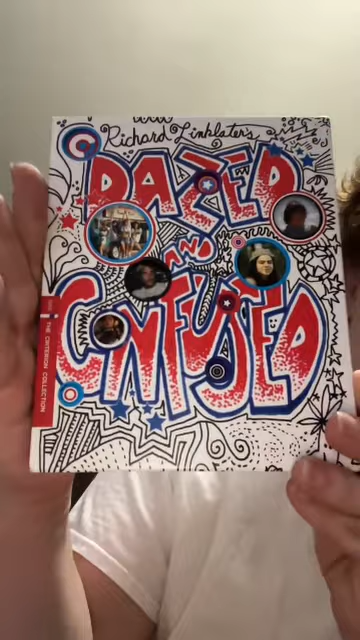 Richard Linklater's
DAZED
AND
CONFUSED
THE CRITERION COLLECTION